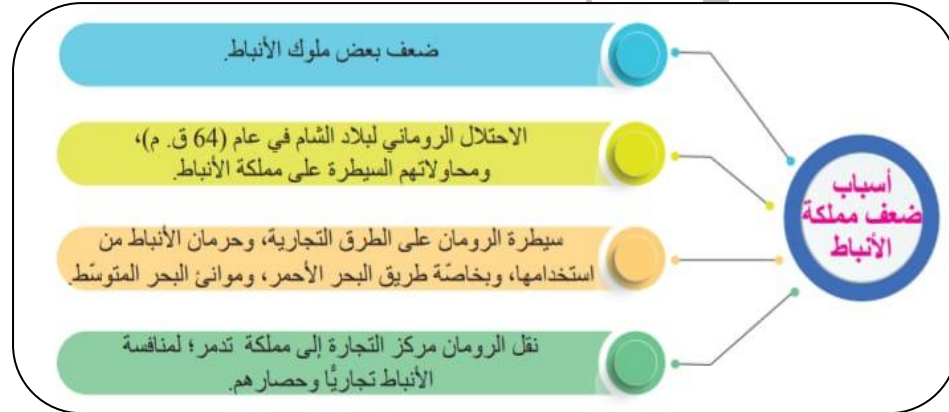 أسباب
ضعف مملكة
الأنباط
ضعف بعض ملوك الأنباط.
الاحتلال الروماني لبلاد الشام في عام (64 ق. م)،
ومحاولاتهم السيطرة على مملكة الأنباط.
سيطرة الرومان على الطرق التجارية، وحرمان الأنباط من
استخدامها، وبخاصّة طريق البحر الأحمر، وموانئ البحر المتوسّط.
نقل الرومان مركز التجارة إلى مملكة تدمر؛ لمنافسة
الأنباط تجاريًّا وحصارهم.